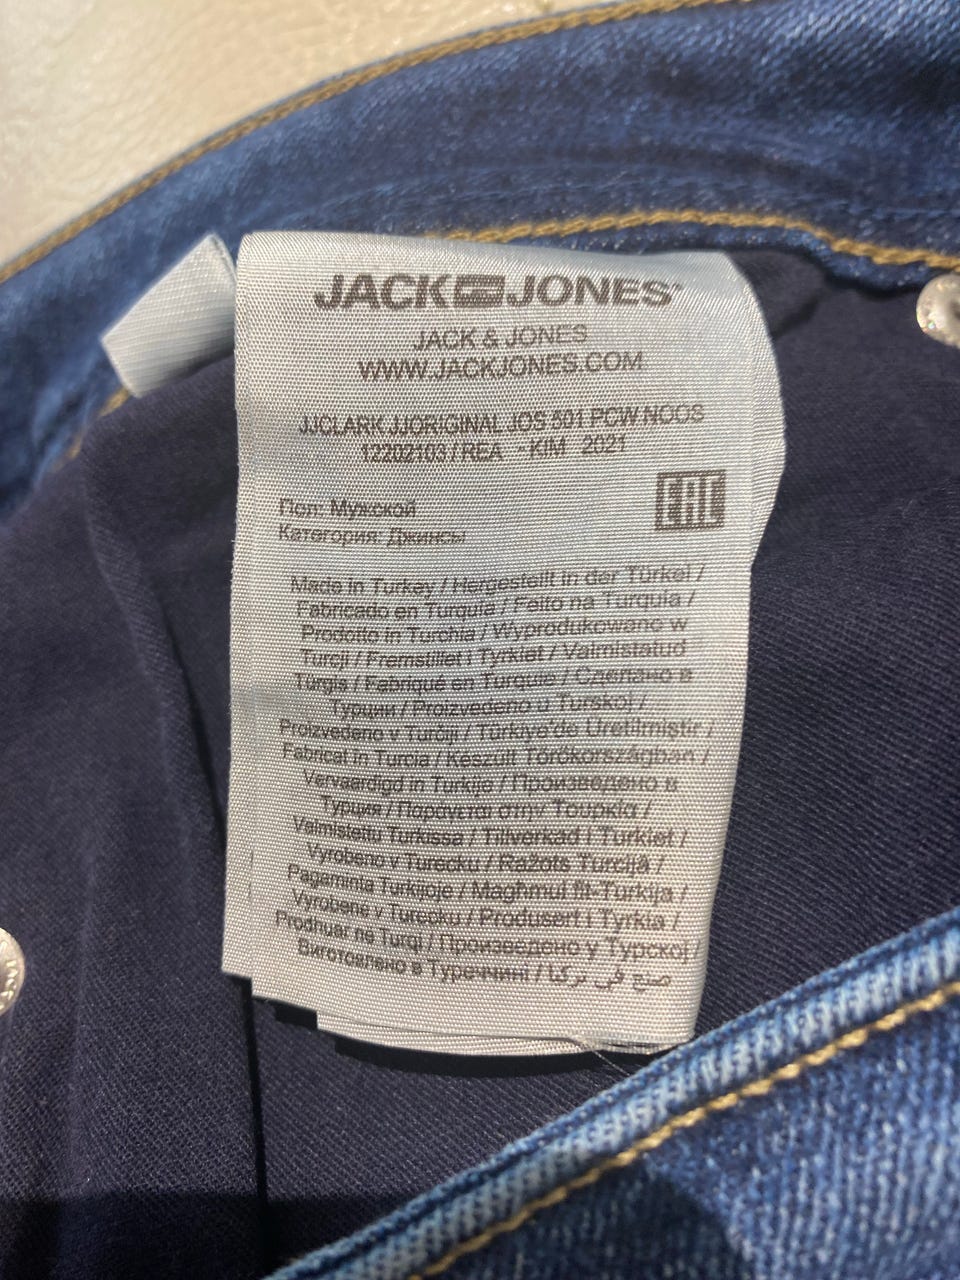 JACK JONES
JACK & JONES
WWW.JACKJONES.COM
JJCLARK JJORIGINAL JOS 501 PCW NOOS
12202103 / REA - KIM 2021
EAC
Пол: Мужской
Категория: Джинсы
Made in Turkey / Hergestellt in der Türkei /
Fabricado en Turquía / Feito na Turquia /
Prodotto in Turchia / Wyprodukowano w
Turcji / Fremstillet i Tyrkiet / Valmistatud
Türgis / Fabriqué en Turquie / Сделано в
Турции / Proizvedeno u Turskoj /
Proizvedeno v Turčiji / Türkiye'de Üretilmiştir /
Fabricat in Turcia / Készült Törökországban /
Vervaardigd in Turkije / Произведено в
Турция / Παράγεται στην Τουρκία /
Valmistettu Turkissa / Tillverkad i Turkiet /
Vyrobeno v Turecku / Ražots Turcijā /
Pagaminta Turkijoje / Magħmul fit-Turkija /
Vyrobene v Turecku / Produsert i Tyrkia /
Prodhuar ne Turqi / Произведено у Турској /
Виготовлено в Туреччині / صنع في تركيا